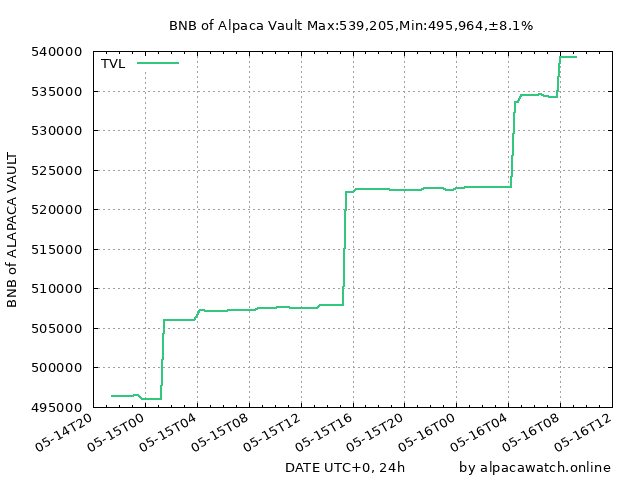 BNB of Alpaca Vault Max:539,205,Min:495,964,±8.1%
TVL
BNB of ALAPACA VAULT
540000
535000
530000
525000
520000
515000
510000
505000
500000
495000
05-14T20
05-15T00
05-15T04
05-15T08
05-15T12
05-15T16
05-15T20
05-16T00
05-16T04
05-16T08
05-16T12
DATE UTC+0, 24h
by alpacawatch.online